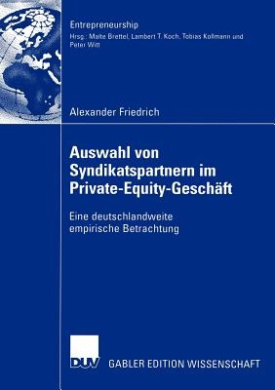 Entrepreneurship
Hrsg.: Malte Brettel, Lambert T. Koch, Tobias Kollmann und
Peter Witt
Alexander Friedrich
Auswahl von
Syndikatspartnern im
Private-Equity-Geschäft
Eine deutschlandweite
empirische Betrachtung
DUV
GABLER EDITION WISSENSCHAFT